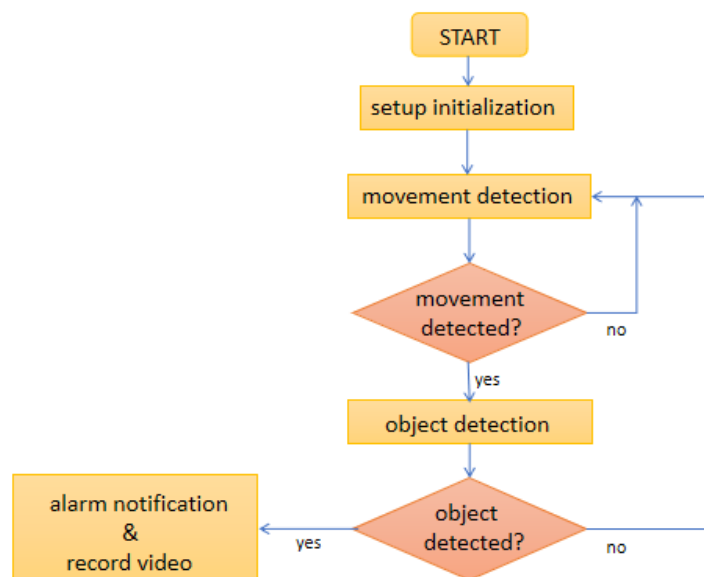 START
setup initialization
movement detection
movement
detected?
no
yes
object detection
alarm notification
&
record video
yes
object
detected?
no